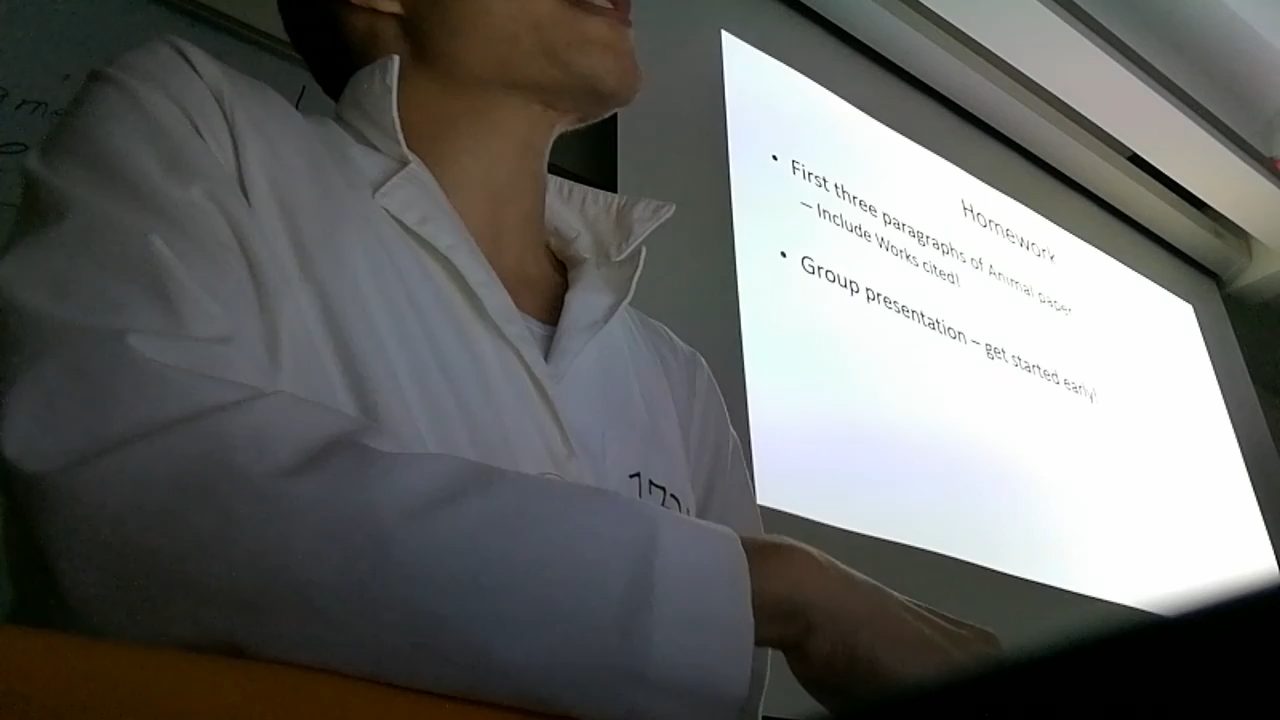 Homework
• First three paragraphs of Animal paper
– Include Works cited!
• Group presentation – get started early!